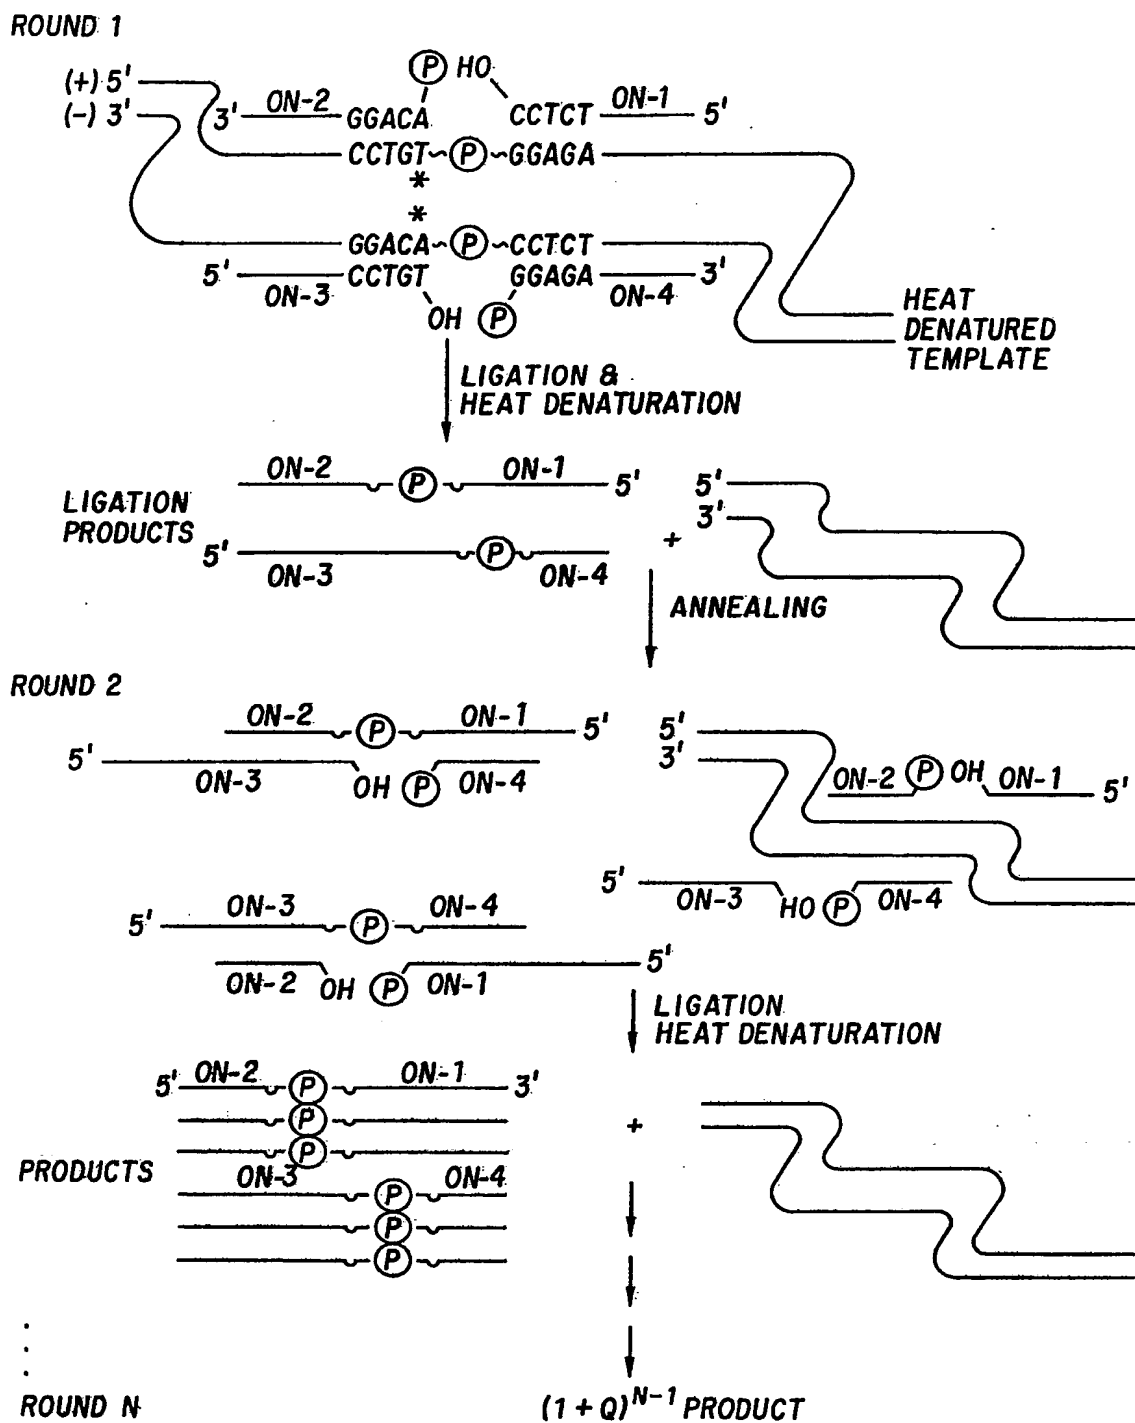 ROUND 1
(+) 5'
(-) 3'
P HO
3' ON-2 GGACA CCTCT ON-1 5'
CCTGT~P~GGAGA
*
*
GGACA~P~CCTCT
5' ON-3 CCTGT GGAGA ON-4 3'
OH P
HEAT
DENATURED
TEMPLATE
LIGATION &
HEAT DENATURATION
LIGATION
PRODUCTS
ON-2 P ON-1 5'
5' ON-3 P ON-4
+
5'
3'
ANNEALING
ROUND 2
ON-2 P ON-1 5'
5' ON-3 OH P ON-4
5'
3'
ON-2 P OH ON-1 5'
5' ON-3 HO P ON-4
5' ON-3 P ON-4
ON-2 OH P ON-1 5'
LIGATION
HEAT DENATURATION
5' ON-2 P ON-1 3'
P
P
PRODUCTS
ON-3 P ON-4
P
P
+
ROUND N
(1+Q)^N-1 PRODUCT